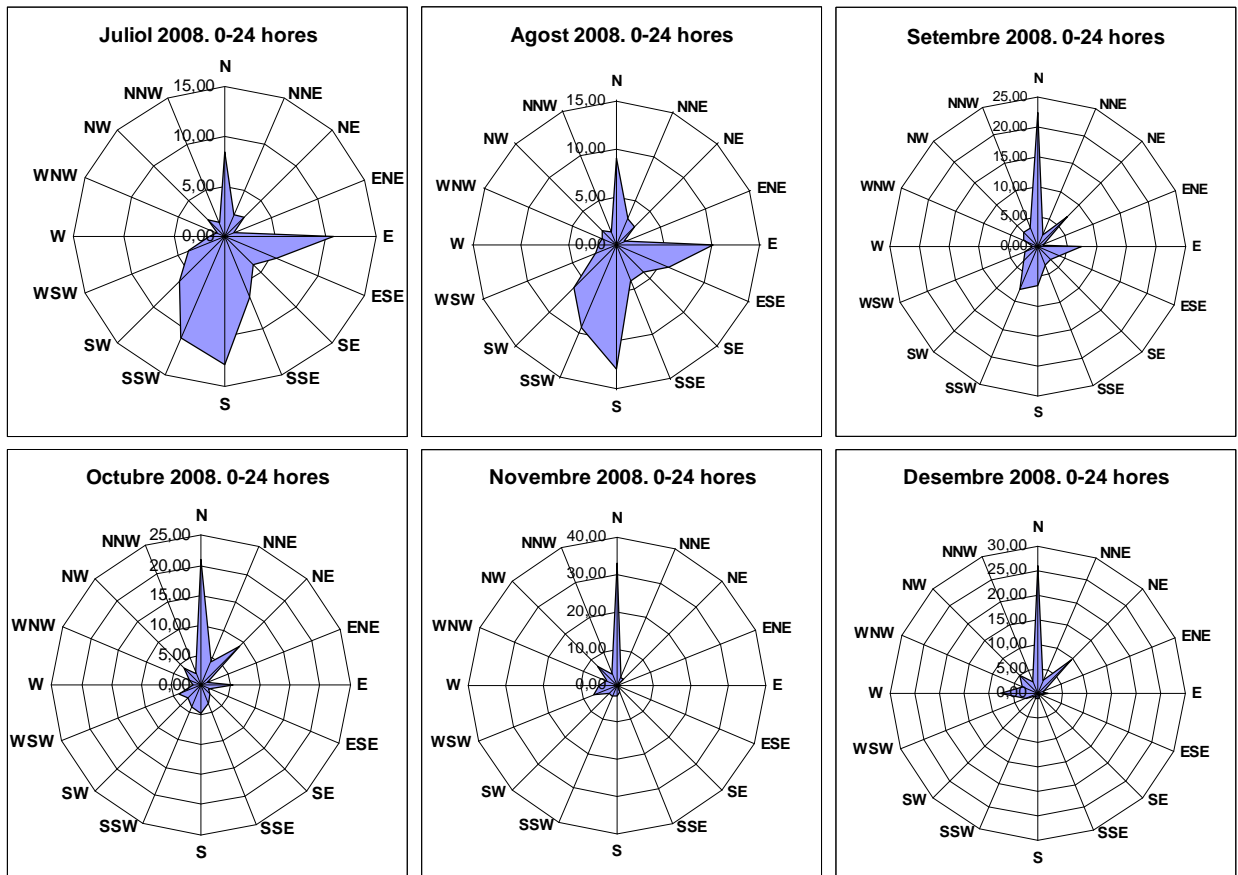 Juliol 2008. 0-24 hores
N
NNE
NE
ENE
E
ESE
SE
SSE
S
SSW
SW
WSW
W
WNW
NW
NNW
15,00
10,00
5,00
0,00
Agost 2008. 0-24 hores
N
NNE
NE
ENE
E
ESE
SE
SSE
S
SSW
SW
WSW
W
WNW
NW
NNW
15,00
10,00
5,00
0,00
Setembre 2008. 0-24 hores
N
NNE
NE
ENE
E
ESE
SE
SSE
S
SSW
SW
WSW
W
WNW
NW
NNW
25,00
20,00
15,00
10,00
5,00
0,00
Octubre 2008. 0-24 hores
N
NNE
NE
ENE
E
ESE
SE
SSE
S
SSW
SW
WSW
W
WNW
NW
NNW
25,00
20,00
15,00
10,00
5,00
0,00
Novembre 2008. 0-24 hores
N
NNE
NE
ENE
E
ESE
SE
SSE
S
SSW
SW
WSW
W
WNW
NW
NNW
40,00
30,00
20,00
10,00
0,00
Desembre 2008. 0-24 hores
N
NNE
NE
ENE
E
ESE
SE
SSE
S
SSW
SW
WSW
W
WNW
NW
NNW
30,00
25,00
20,00
15,00
10,00
5,00
0,00